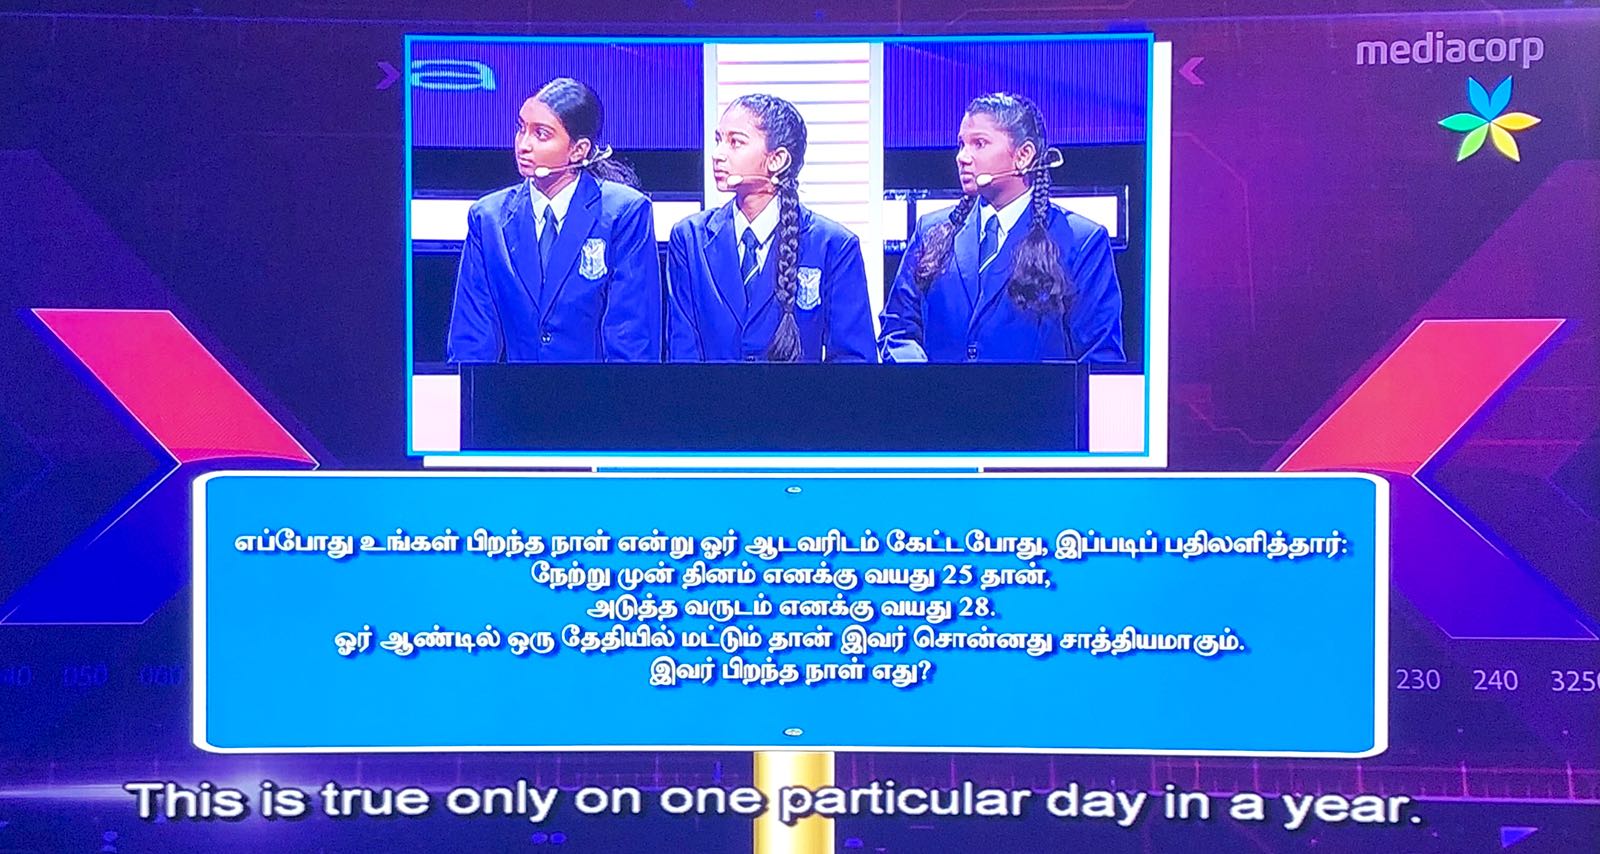 a
mediacorp
எப்போது உங்கள் பிறந்த நாள் என்று ஓர் ஆடவரிடம் கேட்டபோது, இப்படிப் பதிலளித்தார்:
நேற்று முன் தினம் எனக்கு வயது 25 தான்,
அடுத்த வருடம் எனக்கு வயது 28.
ஓர் ஆண்டில் ஒரு தேதியில் மட்டும் தான் இவர் சொன்னது சாத்தியமாகும்.
இவர் பிறந்த நாள் எது?
050
230 240 3250
This is true only on one particular day in a year.